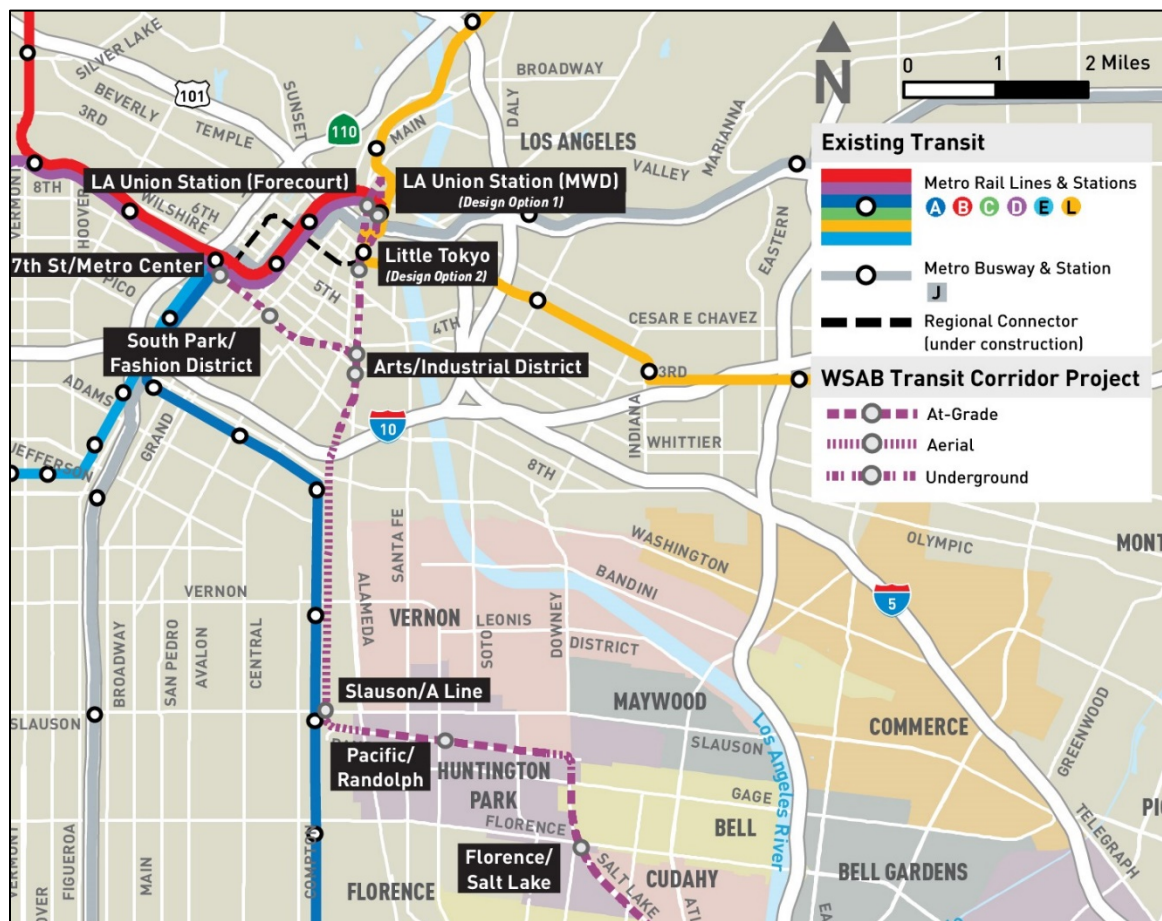 SILVER LAKE
BEVERLY
3RD
TEMPLE
SUNSET
101
110
MAIN
BROADWAY
DALY
LOS ANGELES
VALLEY
MARIANNA
EASTERN
N
0 1 2 Miles
Existing Transit
Metro Rail Lines & Stations
A B C D E L
Metro Busway & Station
J
Regional Connector
(under construction)
WSAB Transit Corridor Project
At-Grade
Aerial
Underground
VERMONT
8TH
HOOVER
WILSHIRE
6TH
LA Union Station (Forecourt)
LA Union Station (MWD)
(Design Option 1)
7th St/Metro Center
PICO
5TH
Little Tokyo
(Design Option 2)
4TH
CESAR E CHAVEZ
South Park/
Fashion District
Arts/Industrial District
3RD
ADAMS
GRAND
JEFFERSON
10
INDIANA
WHITTIER
8TH
OLYMPIC
MONT
WASHINGTON
BANDINI
SANTA FE
ALAMEDA
VERNON
VERNON
LEONIS
SOTO
DOWNEY
DISTRICT
5
BROADWAY
SAN PEDRO
AVALON
CENTRAL
Slauson/A Line
MAYWOOD
COMMERCE
GREENWOOD
SLAUSON
SLAUSON
Los Angeles River
Pacific/
Randolph
HUNTINGTON
PARK
GAGE
BELL
FLORENCE
TELEGRAPH
PI
VERMONT
FIGUEROA
MAIN
COMPTON
Florence/
Salt Lake
SALT LAKE
BELL GARDENS
FLORENCE
CUDAHY